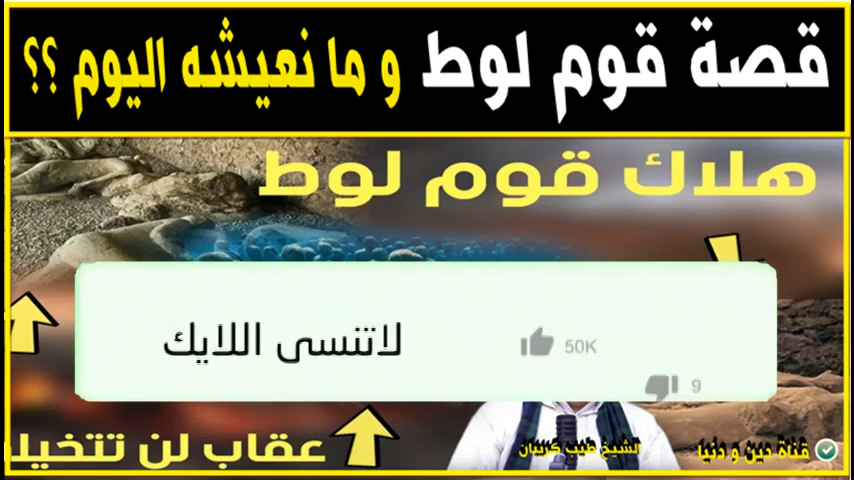 قصة قوم لوط و ما نعيشه اليوم ؟؟
هلاك قوم لوط
لاتنسى اللايك
50K
9
عقاب لن تتخيل
الشيخ طيب كريبان
قناة دين و دنيا